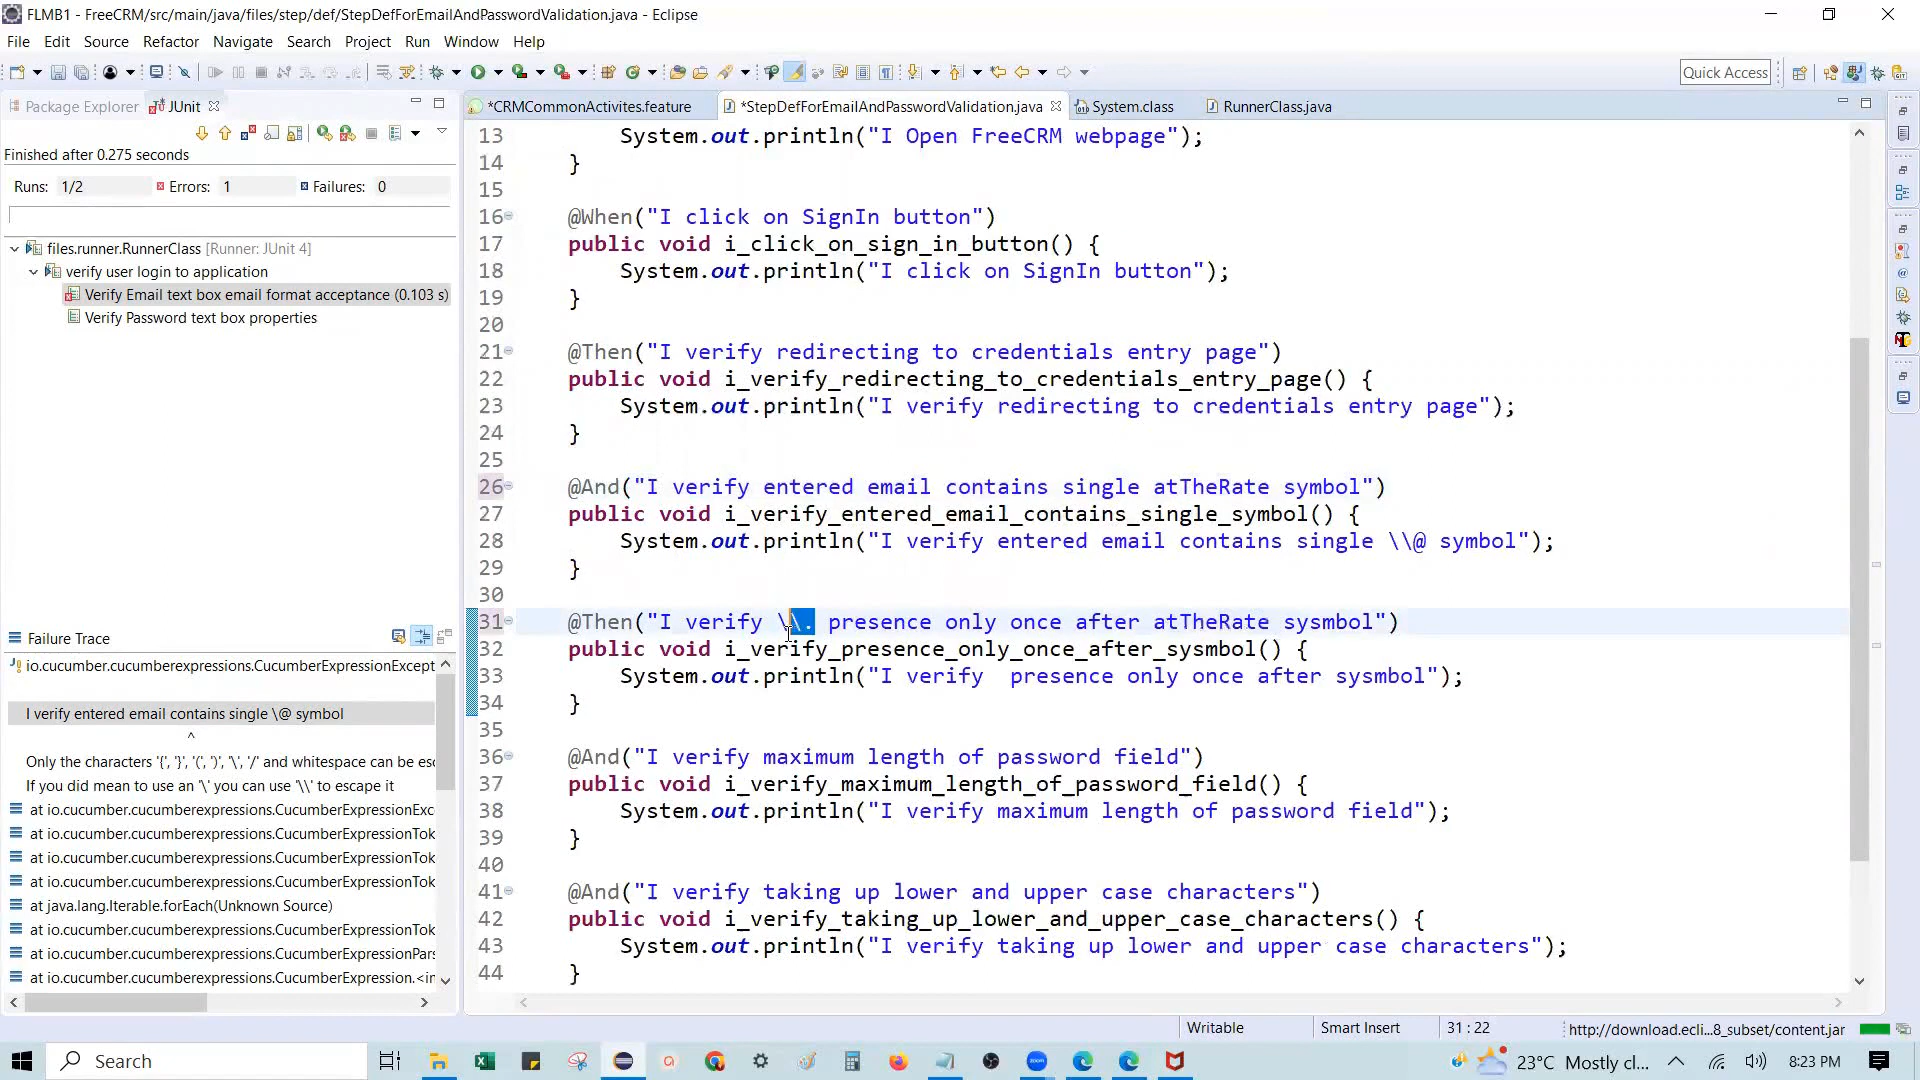 FLMB1 - FreeCRM/src/main/java/files/step/def/StepDefForEmailAndPasswordValidation.java - Eclipse
File Edit Source Refactor Navigate Search Project Run Window Help
Quick Access
Package Explorer JUnit
*CRMCommonActivites.feature *StepDefForEmailAndPasswordValidation.java System.class RunnerClass.java
Finished after 0.275 seconds
Runs: 1/2 Errors: 1 Failures: 0
files.runner.RunnerClass [Runner: JUnit 4]
verify user login to application
Verify Email text box email format acceptance (0.103 s)
Verify Password text box properties
Failure Trace
io.cucumber.cucumberexpressions.CucumberExpressionExcept
I verify entered email contains single \@ symbol
^
Only the characters '{', '}', '(', ')', '\', '/' and whitespace can be esc
If you did mean to use an '\' you can use '\\' to escape it
at io.cucumber.cucumberexpressions.CucumberExpressionExc
at io.cucumber.cucumberexpressions.CucumberExpressionTok
at io.cucumber.cucumberexpressions.CucumberExpressionTok
at io.cucumber.cucumberexpressions.CucumberExpressionTok
at java.lang.Iterable.forEach(Unknown Source)
at io.cucumber.cucumberexpressions.CucumberExpressionTok
at io.cucumber.cucumberexpressions.CucumberExpressionPars
at io.cucumber.cucumberexpressions.CucumberExpression.<in
13 System.out.println("I Open FreeCRM webpage");
14 }
15
16 @When("I click on SignIn button")
17 public void i_click_on_sign_in_button() {
18 System.out.println("I click on SignIn button");
19 }
20
21 @Then("I verify redirecting to credentials entry page")
22 public void i_verify_redirecting_to_credentials_entry_page() {
23 System.out.println("I verify redirecting to credentials entry page");
24 }
25
26 @And("I verify entered email contains single atTheRate symbol")
27 public void i_verify_entered_email_contains_single_symbol() {
28 System.out.println("I verify entered email contains single \\@ symbol");
29 }
30
31 @Then("I verify \\. presence only once after atTheRate sysmbol")
32 public void i_verify_presence_only_once_after_sysmbol() {
33 System.out.println("I verify  presence only once after sysmbol");
34 }
35
36 @And("I verify maximum length of password field")
37 public void i_verify_maximum_length_of_password_field() {
38 System.out.println("I verify maximum length of password field");
39 }
40
41 @And("I verify taking up lower and upper case characters")
42 public void i_verify_taking_up_lower_and_upper_case_characters() {
43 System.out.println("I verify taking up lower and upper case characters");
44 }
Writable Smart Insert 31 : 22 http://download.ecli...8_subset/content.jar
Search 23°C Mostly cl... 8:23 PM